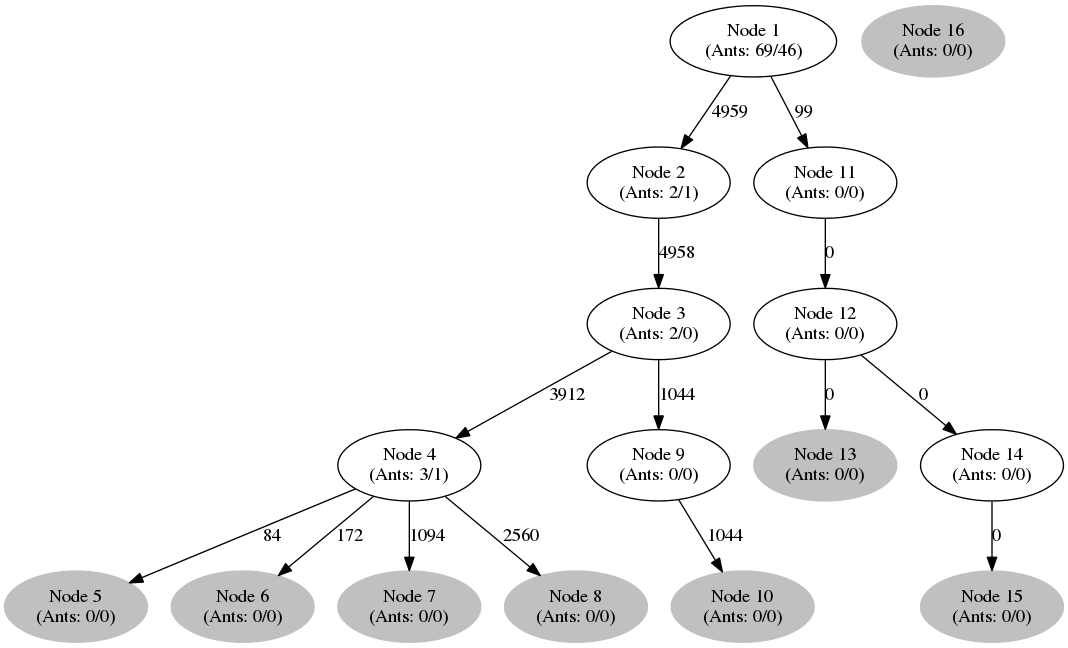 Node 1
(Ants: 69/46)
Node 16
(Ants: 0/0)
4959
99
Node 2
(Ants: 2/1)
Node 11
(Ants: 0/0)
4958
0
Node 3
(Ants: 2/0)
Node 12
(Ants: 0/0)
3912
1044
0
0
Node 4
(Ants: 3/1)
Node 9
(Ants: 0/0)
Node 13
(Ants: 0/0)
Node 14
(Ants: 0/0)
84
172
1094
2560
1044
0
Node 5
(Ants: 0/0)
Node 6
(Ants: 0/0)
Node 7
(Ants: 0/0)
Node 8
(Ants: 0/0)
Node 10
(Ants: 0/0)
Node 15
(Ants: 0/0)